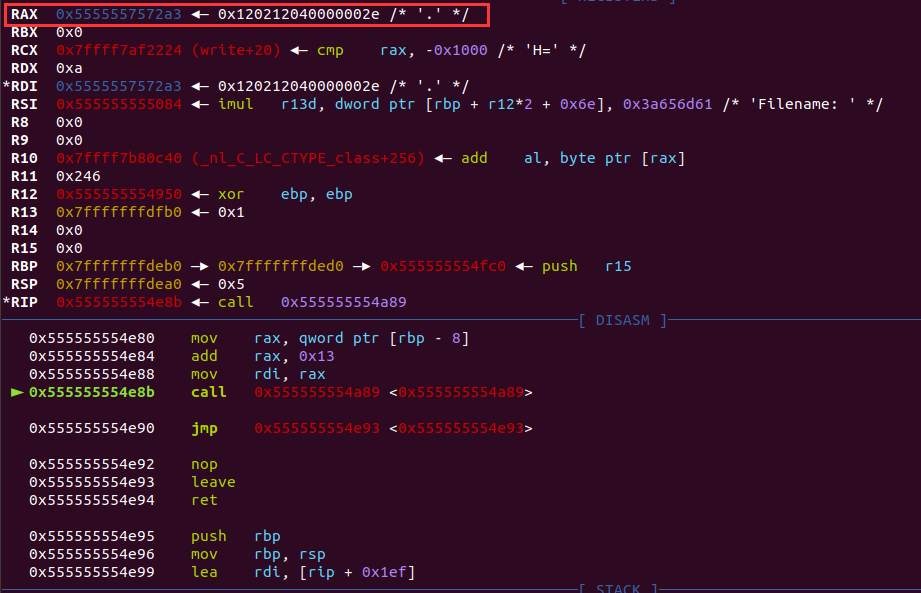 RAX 0x5555557572a3 ◂— 0x120212040000002e /* '.' */
RBX 0x0
RCX 0x7ffff7af2224 (write+20) ◂— cmp rax, -0x1000 /* 'H=' */
RDX 0xa
*RDI 0x5555557572a3 ◂— 0x120212040000002e /* '.' */
RSI 0x555555555084 ◂— imul r13d, dword ptr [rbp + r12*2 + 0x6e], 0x3a656d61 /* 'Filename: ' */
R8 0x0
R9 0x0
R10 0x7ffff7b80c40 (_nl_C_LC_CTYPE_class+256) ◂— add al, byte ptr [rax]
R11 0x246
R12 0x555555554950 ◂— xor ebp, ebp
R13 0x7fffffffdfb0 ◂— 0x1
R14 0x0
R15 0x0
RBP 0x7fffffffdeb0 —▸ 0x7fffffffded0 —▸ 0x555555554fc0 ◂— push r15
RSP 0x7fffffffdea0 ◂— 0x5
*RIP 0x555555554e8b ◂— call 0x555555554a89
[ DISASM ]
0x555555554e80 mov rax, qword ptr [rbp - 8]
0x555555554e84 add rax, 0x13
0x555555554e88 mov rdi, rax
► 0x555555554e8b call 0x555555554a89 <0x555555554a89>
0x555555554e90 jmp 0x555555554e93 <0x555555554e93>
0x555555554e92 nop
0x555555554e93 leave
0x555555554e94 ret
0x555555554e95 push rbp
0x555555554e96 mov rbp, rsp
0x555555554e99 lea rdi, [rip + 0x1ef]
[ STACK ]